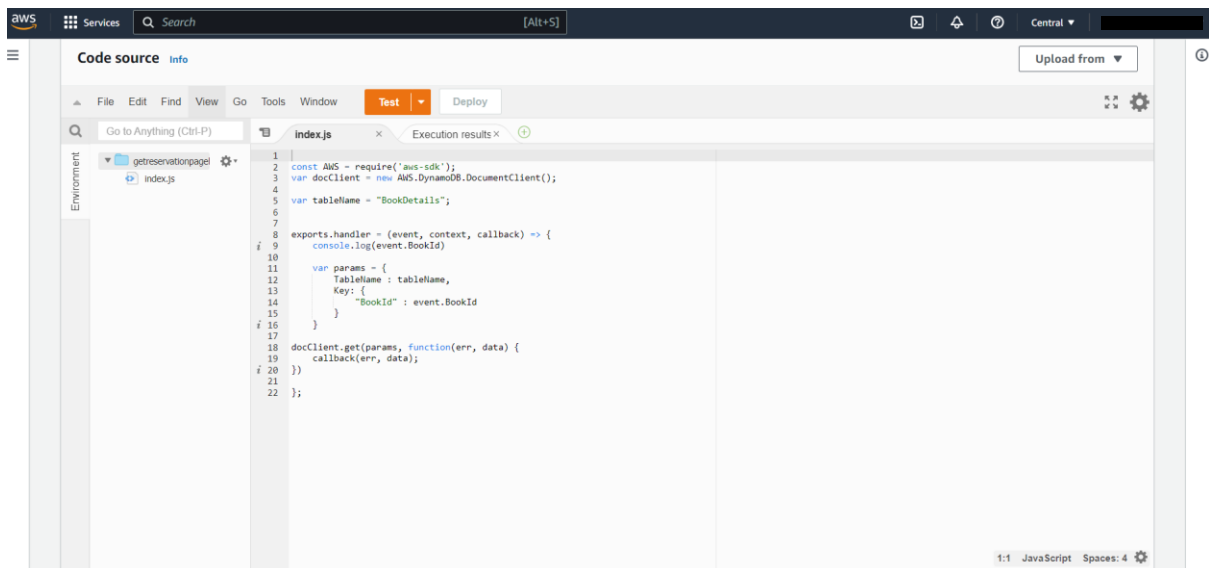 aws Services Search [Alt+S] Central ▼
Code source Info Upload from ▼
File Edit Find View Go Tools Window Test Deploy
Go to Anything (Ctrl-P) index.js × Execution results ×
Environment
getreservationpagel
index.js
1
2 const AWS = require('aws-sdk');
3 var docClient = new AWS.DynamoDB.DocumentClient();
4
5 var tableName = "BookDetails";
6
7
8 exports.handler = (event, context, callback) => {
i 9 console.log(event.BookId)
10
11 var params = {
12 TableName : tableName,
13 Key: {
14 "BookId" : event.BookId
15 }
i 16 }
17
18 docClient.get(params, function(err, data) {
19 callback(err, data);
i 20 })
21
22 };
1:1 JavaScript Spaces: 4